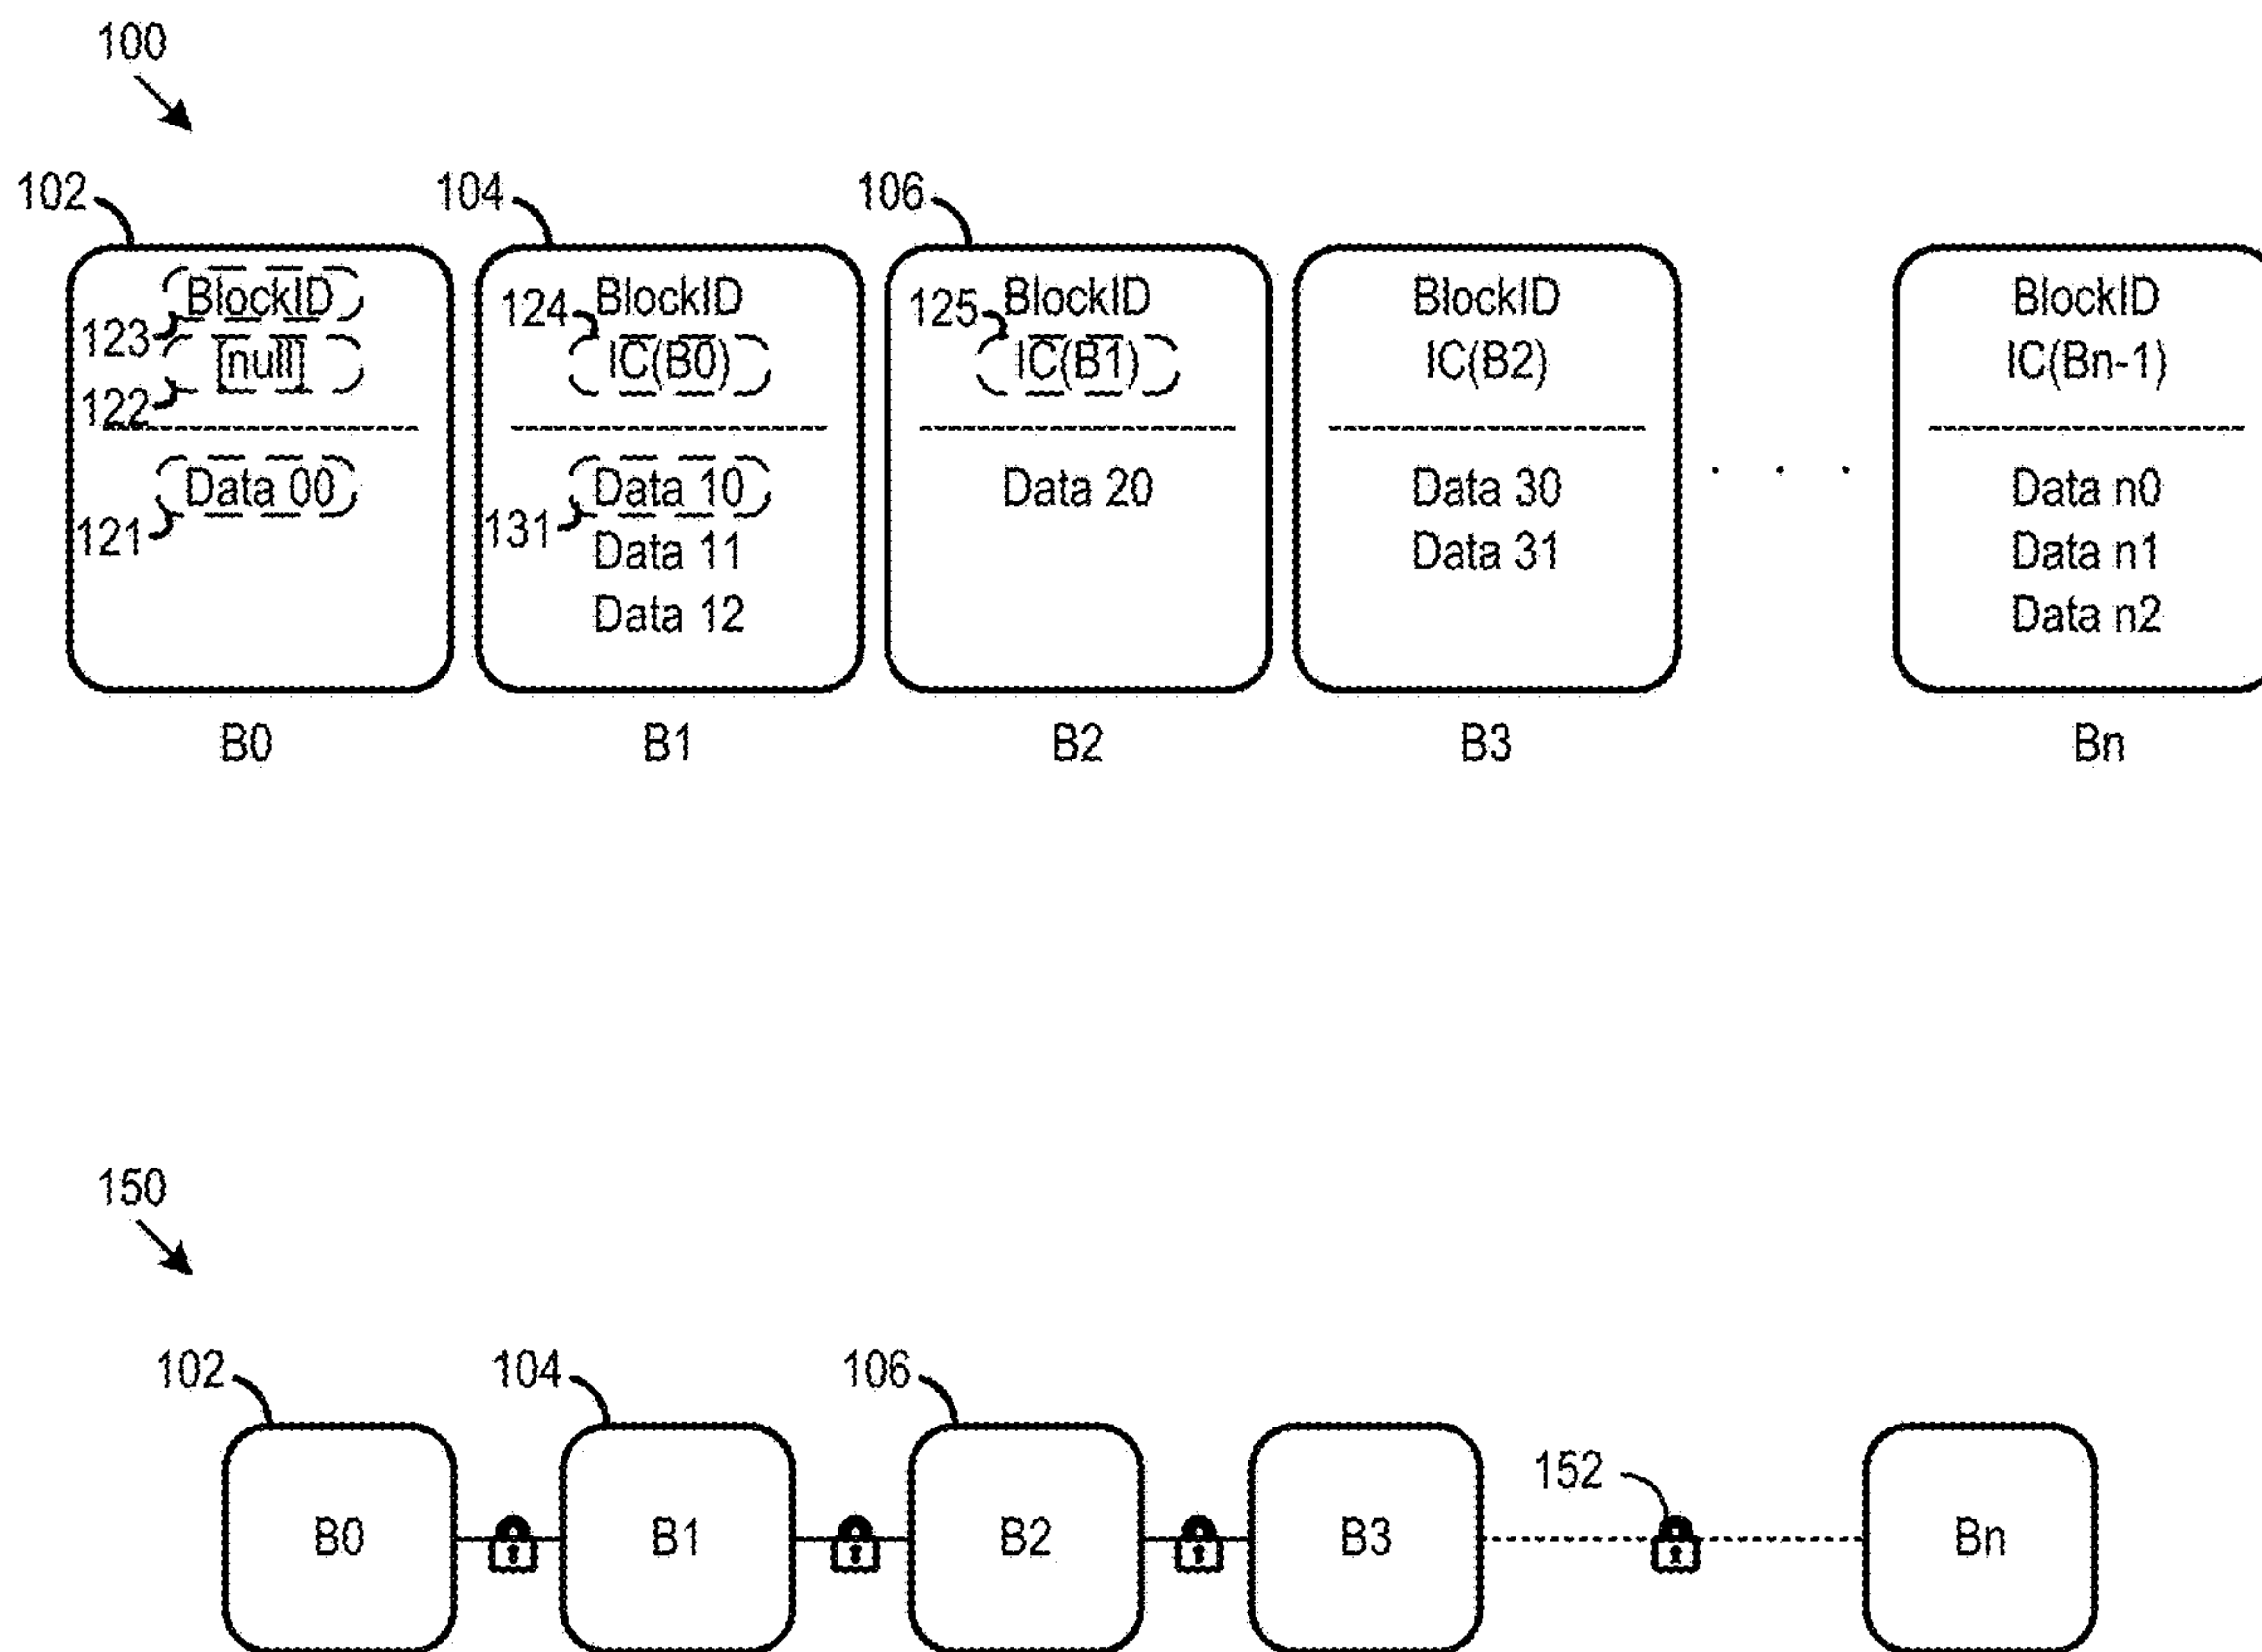 100
102
104
106
123
BlockID
124
BlockID
125
BlockID
BlockID
BlockID
122
[null]
IC(B0)
IC(B1)
IC(B2)
IC(Bn-1)
121
Data 00
131
Data 10
Data 20
Data 30
. . .
Data n0
Data 11
Data 31
Data n1
Data 12
Data n2
B0
B1
B2
B3
Bn
150
102
104
106
152
B0
B1
B2
B3
Bn